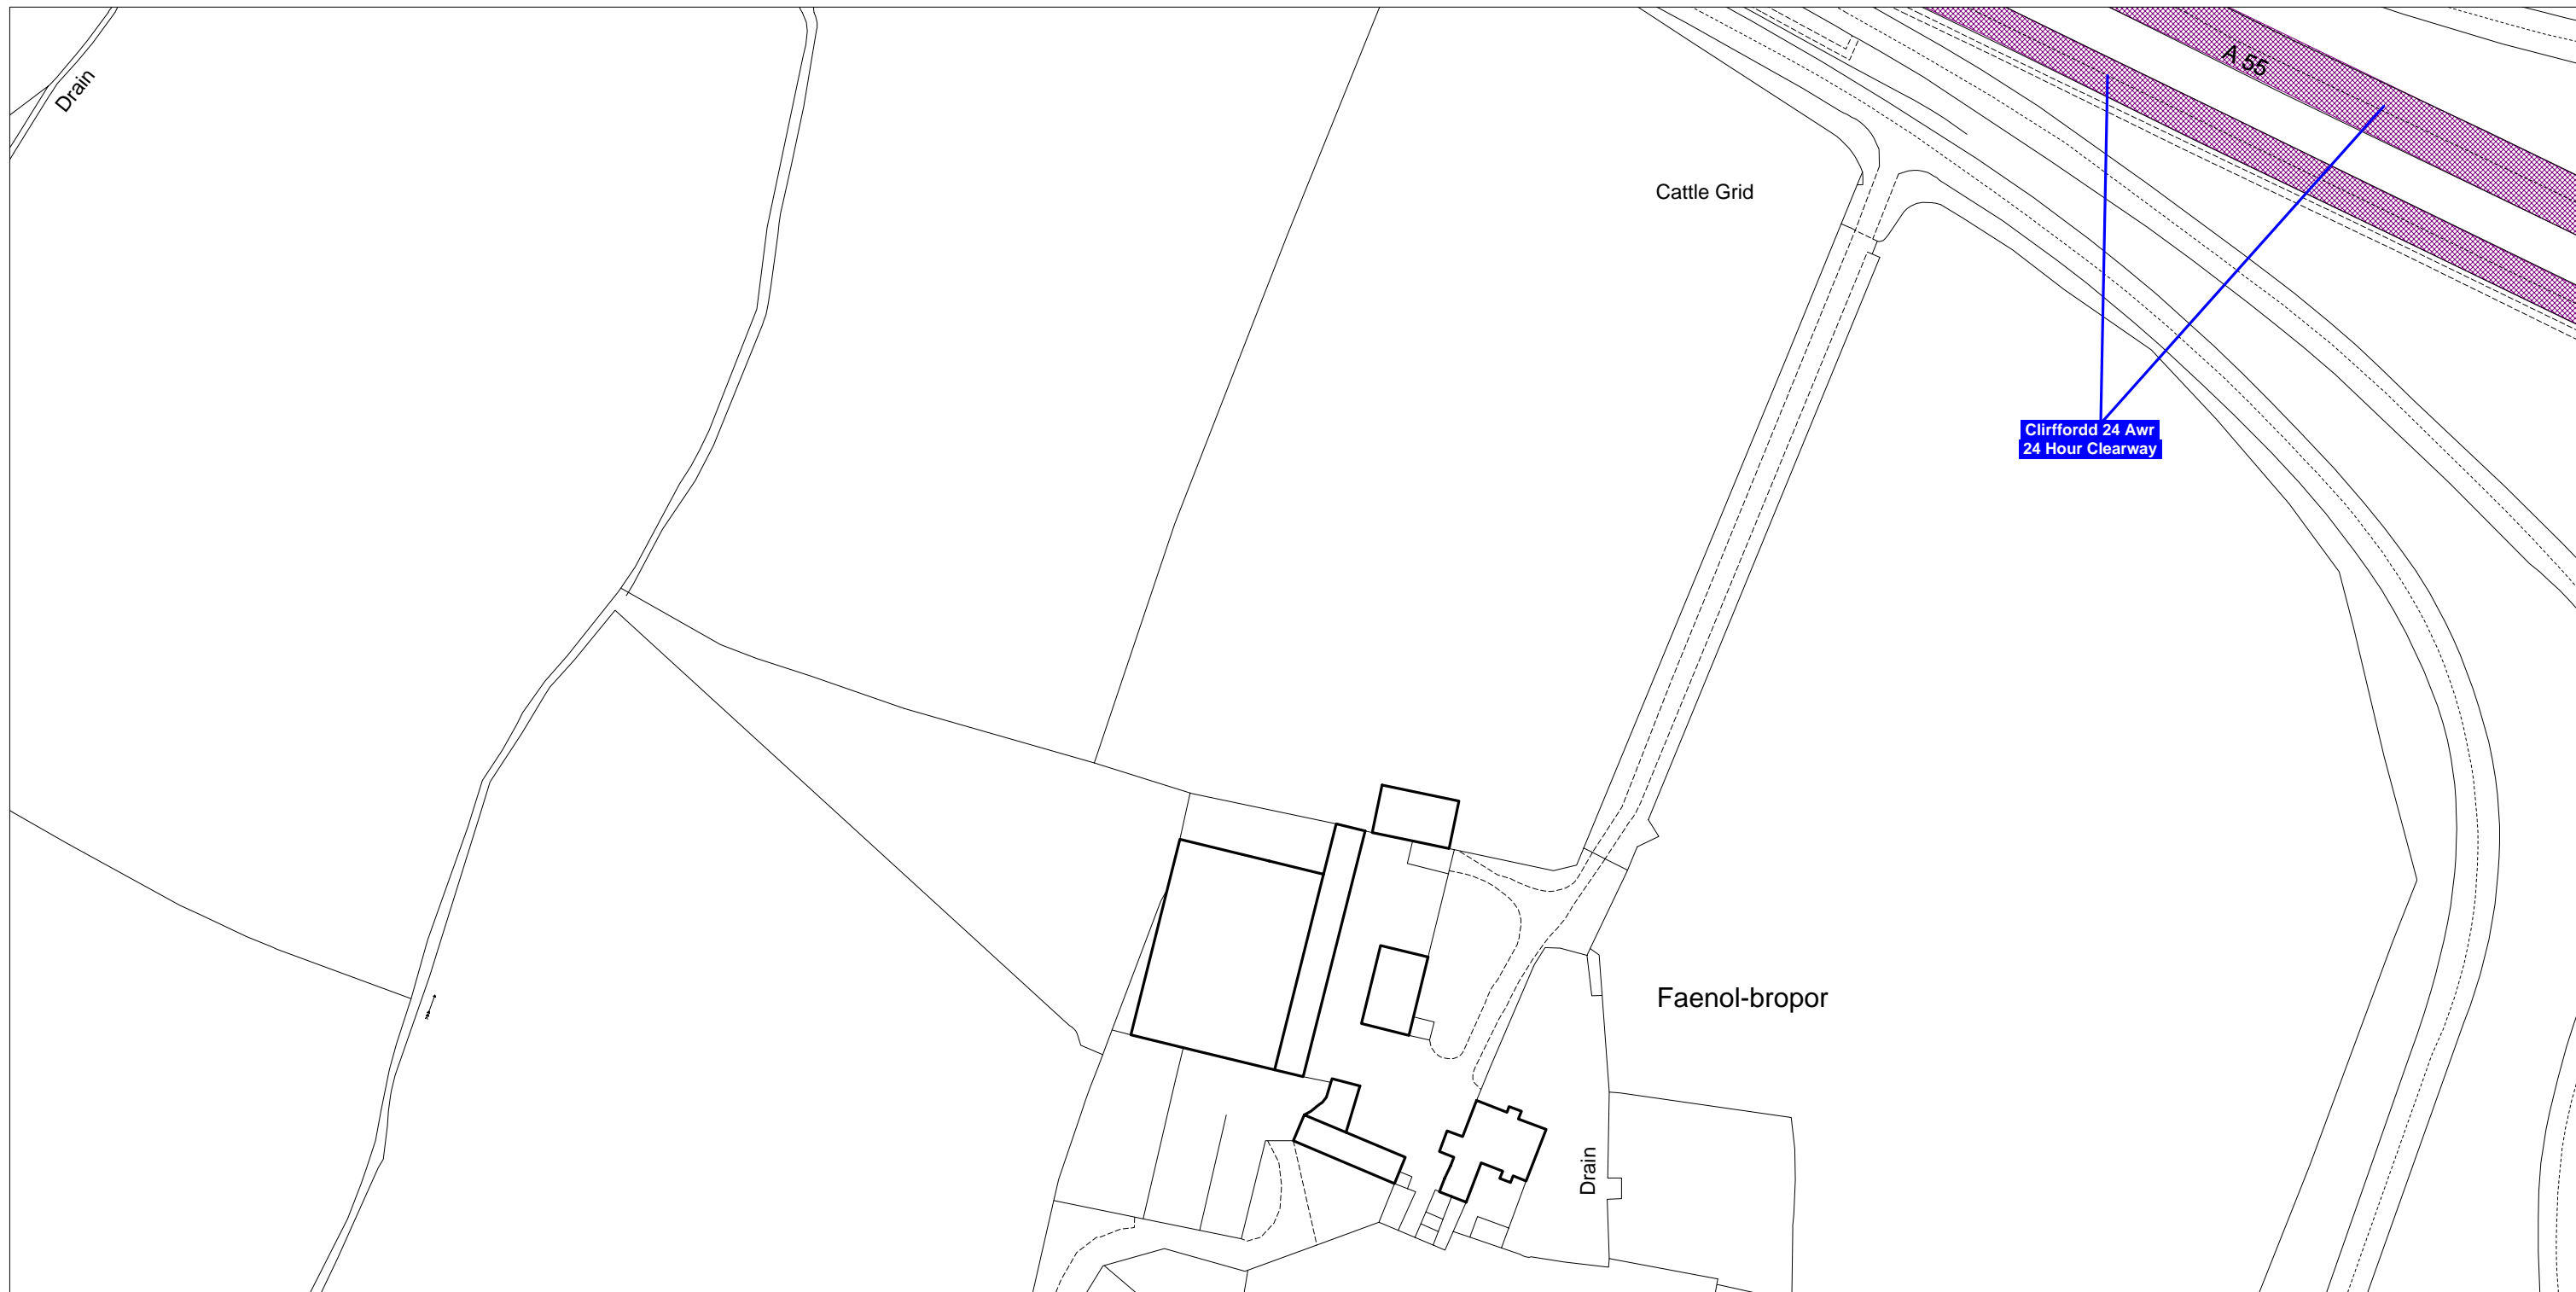 Drain
A 55
Cattle Grid
Clirffordd 24 Awr
24 Hour Clearway
Faenol-bropor
Drain